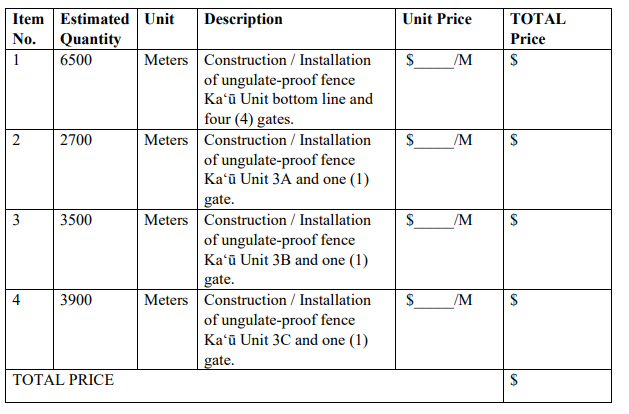 Item Estimated Unit Description Unit Price TOTAL
No. Quantity Price
1 6500 Meters Construction / Installation $_____/M $
of ungulate-proof fence
Kaʻū Unit bottom line and
four (4) gates.
2 2700 Meters Construction / Installation $_____/M $
of ungulate-proof fence
Kaʻū Unit 3A and one (1)
gate.
3 3500 Meters Construction / Installation $_____/M $
of ungulate-proof fence
Kaʻū Unit 3B and one (1)
gate.
4 3900 Meters Construction / Installation $_____/M $
of ungulate-proof fence
Kaʻū Unit 3C and one (1)
gate.
TOTAL PRICE $